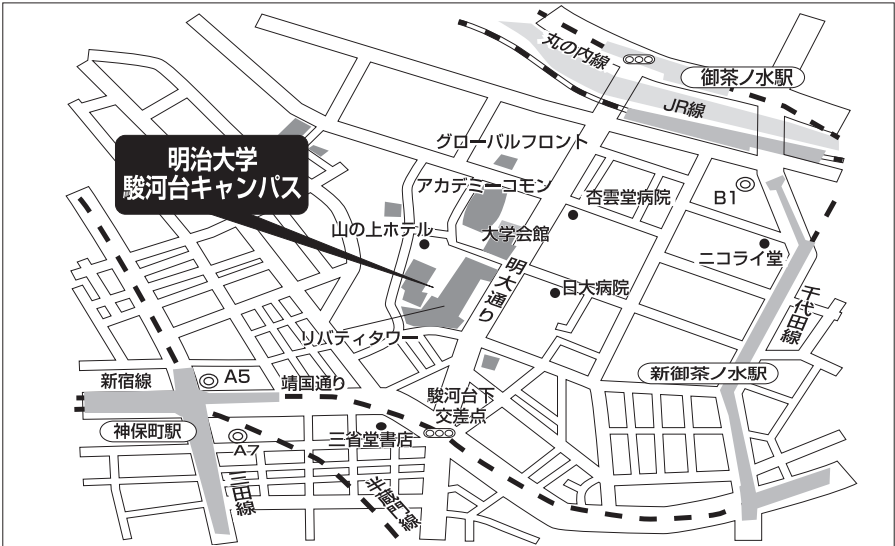 丸の内線
御茶ノ水駅
JR線
グローバルフロント
明治大学
駿河台キャンパス
アカデミーコモン
杏雲堂病院
B1
山の上ホテル
大学会館
ニコライ堂
明大通り
日大病院
千代田線
リバティタワー
新宿線
A5
靖国通り
新御茶ノ水駅
駿河台下
交差点
神保町駅
A7
三省堂書店
三田線
半蔵門線